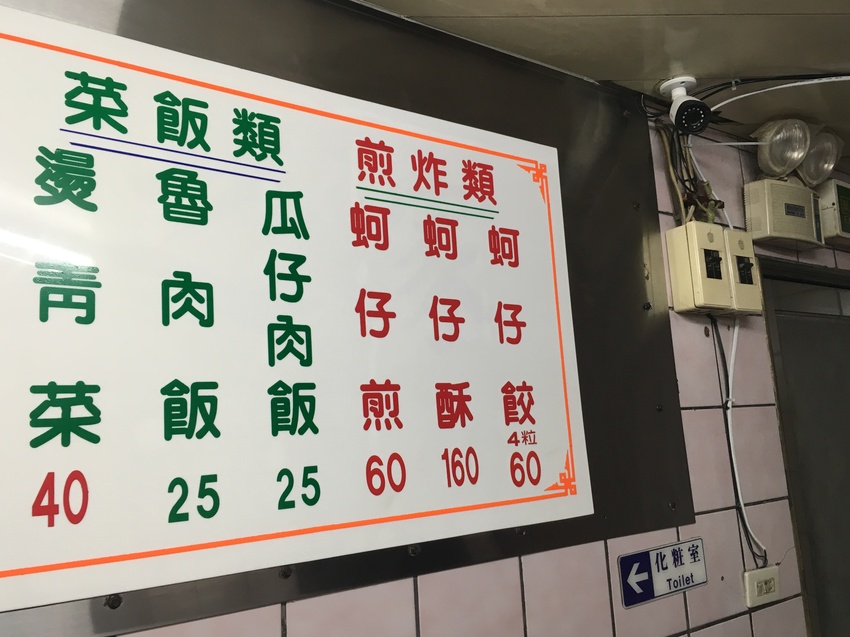 煎炸類
蚵仔餃
4粒
60
蚵仔酥
160
蚵仔煎
60
菜飯類
瓜仔肉飯
25
魯肉飯
25
燙青菜
40
化粧室
Toilet